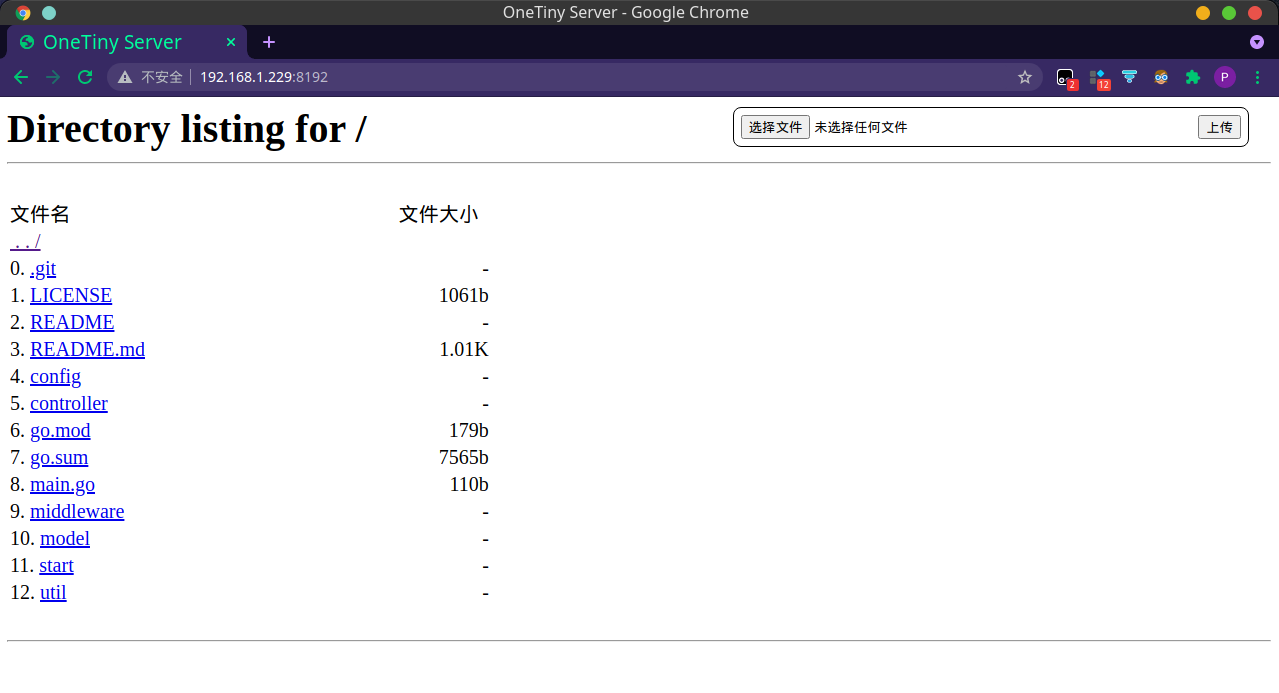 OneTiny Server - Google Chrome
OneTiny Server
不安全 192.168.1.229:8192
2
12
P
Directory listing for /
选择文件 未选择任何文件 上传
文件名 文件大小
../
0. .git -
1. LICENSE 1061b
2. README -
3. README.md 1.01K
4. config -
5. controller -
6. go.mod 179b
7. go.sum 7565b
8. main.go 110b
9. middleware -
10. model -
11. start -
12. util -